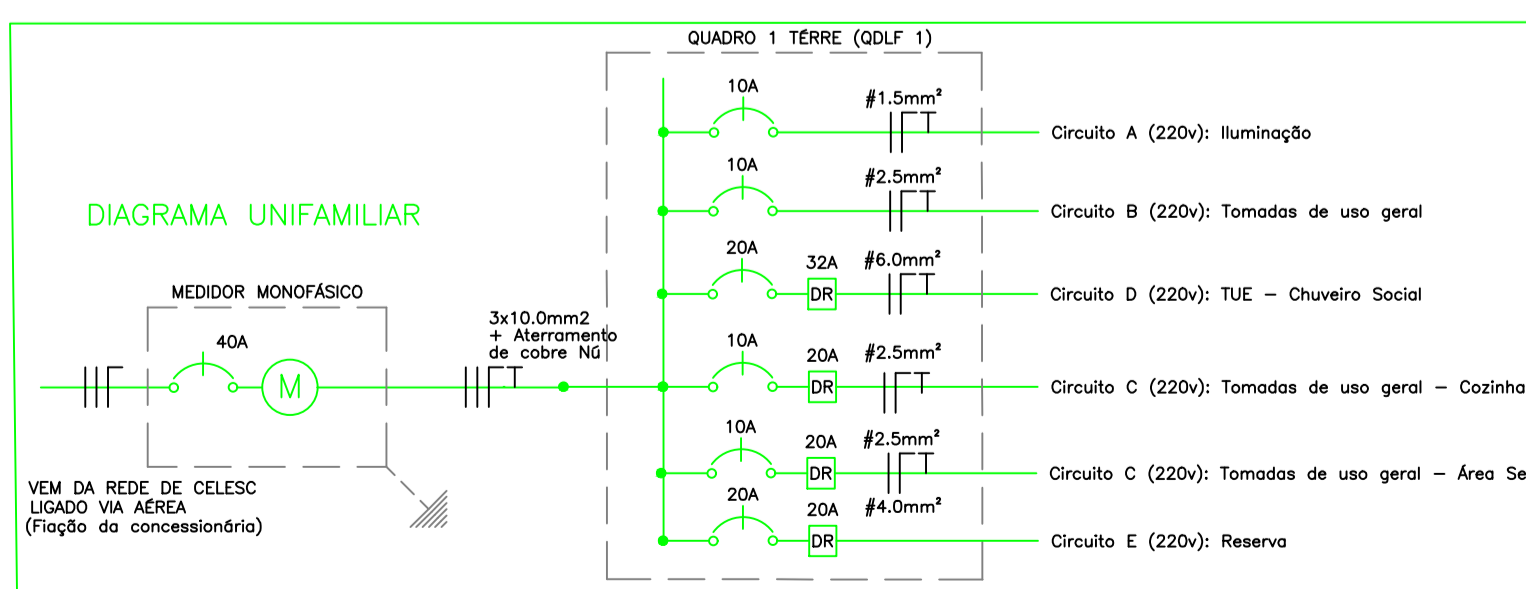 QUADRO 1 TÉRRE (QDLF 1)
10A
#1.5mm²
Circuito A (220v): Iluminação
10A
#2.5mm²
Circuito B (220v): Tomadas de uso geral
DIAGRAMA UNIFAMILIAR
20A
32A
#6.0mm²
DR
Circuito D (220v): TUE – Chuveiro Social
MEDIDOR MONOFÁSICO
40A
M
3x10.0mm2
+ Aterramento
de cobre Nú
10A
20A
#2.5mm²
DR
Circuito C (220v): Tomadas de uso geral – Cozinha
10A
20A
#2.5mm²
DR
Circuito C (220v): Tomadas de uso geral – Área Se
VEM DA REDE DE CELESC
LIGADO VIA AÉREA
(Fiação da concessionária)
20A
20A
#4.0mm²
DR
Circuito E (220v): Reserva